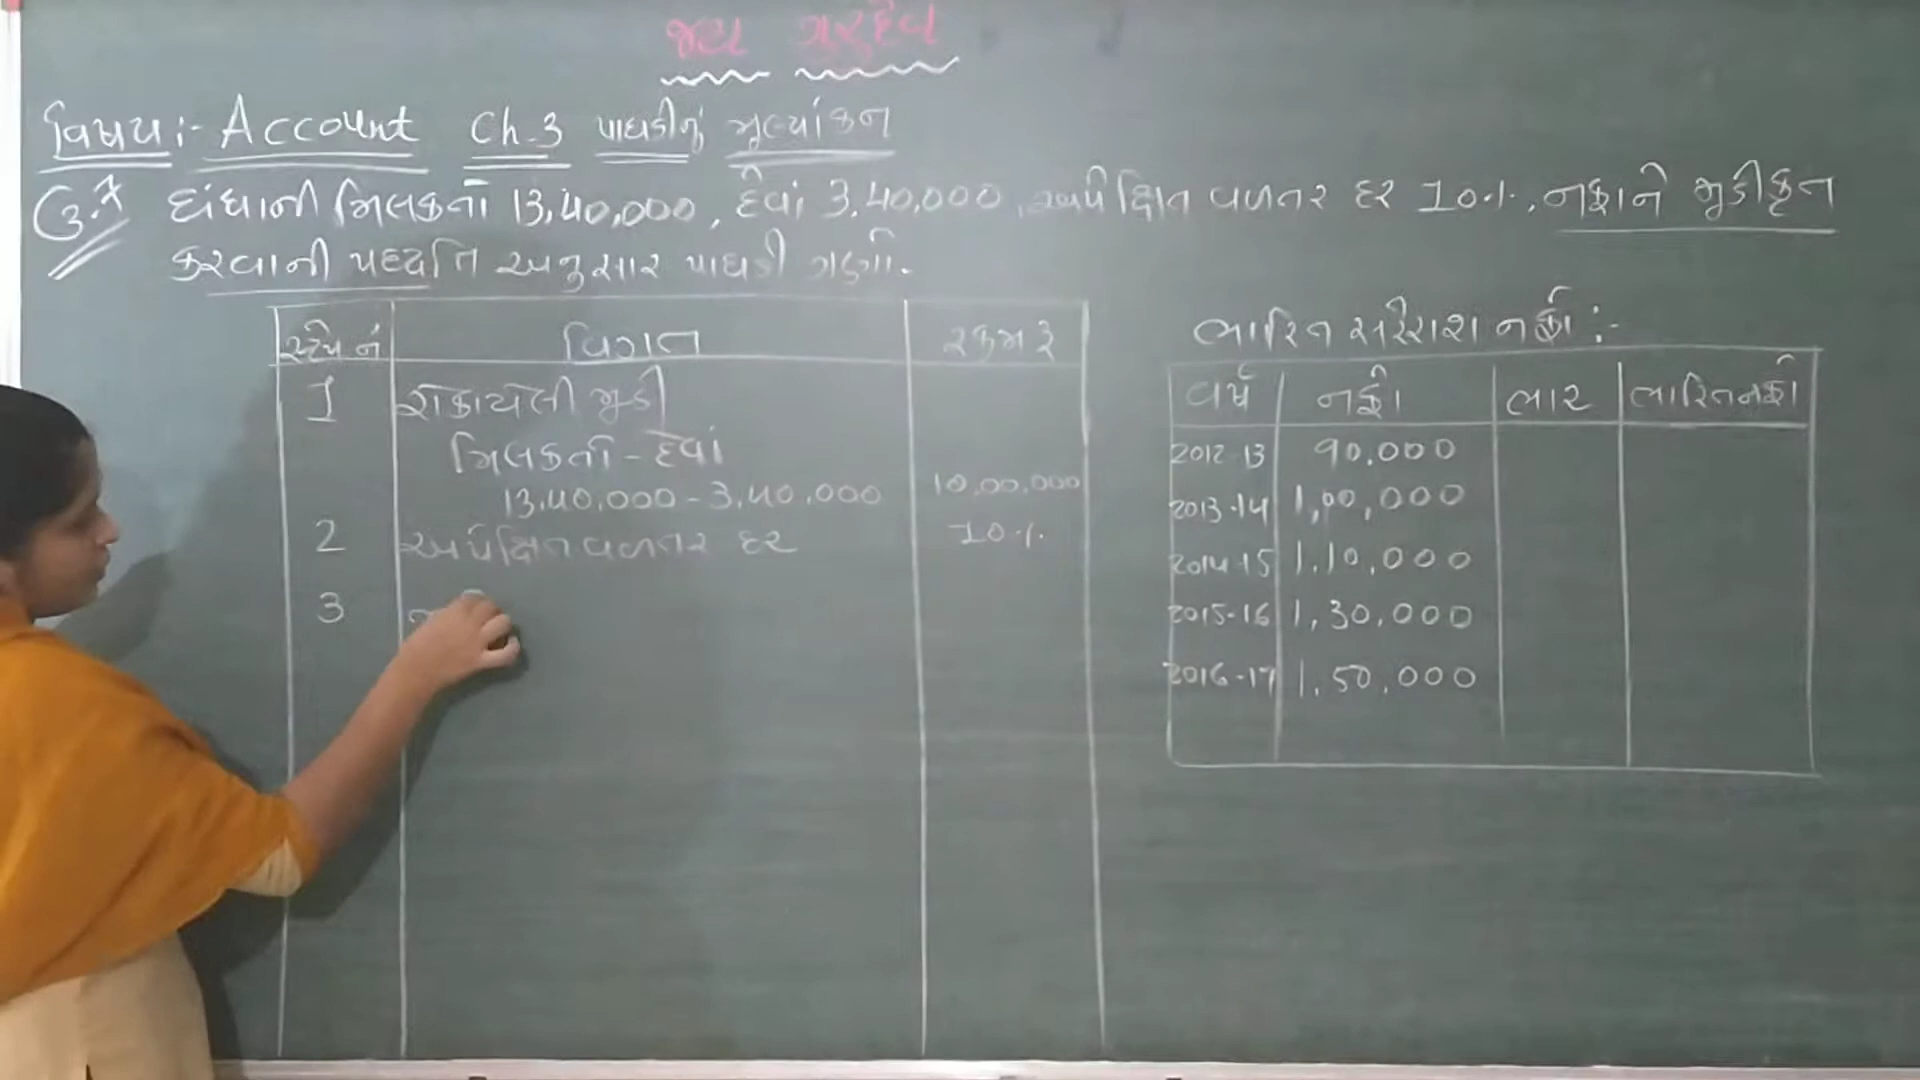 જય ગુરુદેવ
વિષય :- Account Ch.3 પાઘડીનું મૂલ્યાંકન
Q.7 ધંધાની મિલકતો 13,40,000, દેવાં 3,40,000, અપેક્ષિત વળતર દર 10%, નફાને મૂડીકૃત
કરવાની પદ્ધતિ અનુસાર પાઘડી ગણો.
સ્ટેપ નં વિગત રકમ રૂ
1 રોકાયેલી મૂડી
મિલકતો - દેવાં
13,40,000 - 3,40,000 10,00,000
2 અપેક્ષિત વળતર દર 10%
3
ભારિત સરેરાશ નફો :-
વર્ષ નફો ભાર ભારિત નફો
2012-13 90,000
2013-14 1,00,000
2014-15 1,10,000
2015-16 1,30,000
2016-17 1,50,000